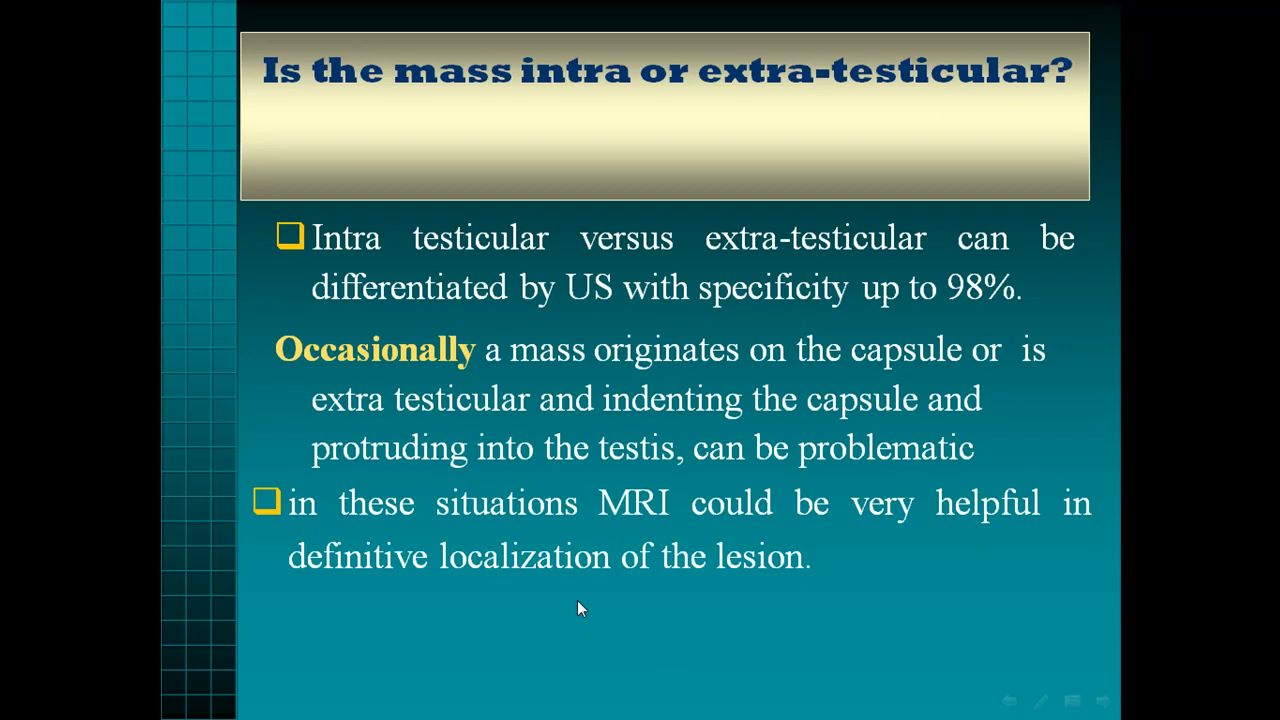 Is the mass intra or extra-testicular?
Intra testicular versus extra-testicular can be
differentiated by US with specificity up to 98%.
Occasionally a mass originates on the capsule or is
extra testicular and indenting the capsule and
protruding into the testis, can be problematic
in these situations MRI could be very helpful in
definitive localization of the lesion.